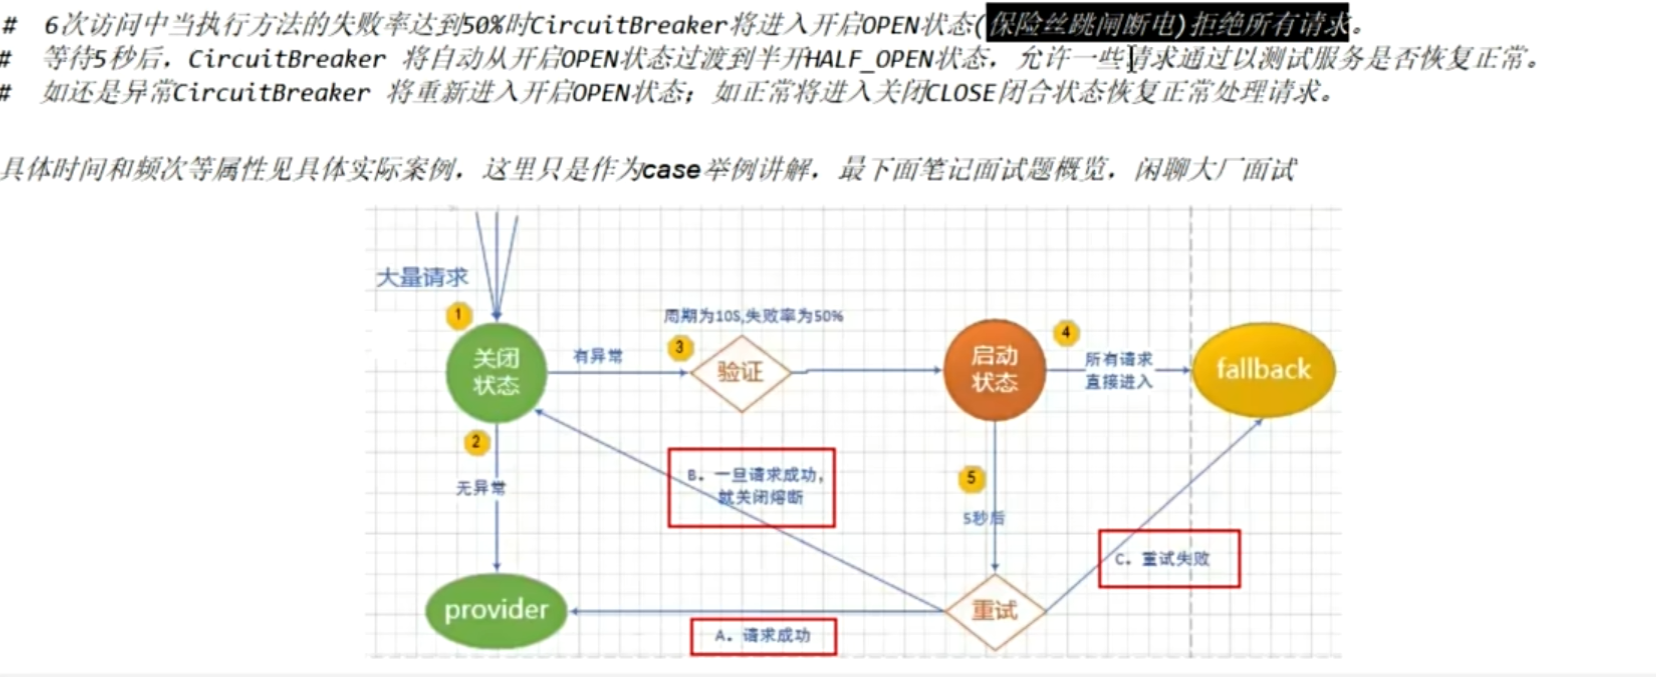 # 6次访问中当执行方法的失败率达到50%时CircuitBreaker将进入开启OPEN状态(保险丝跳闸断电)拒绝所有请求。
# 等待5秒后，CircuitBreaker 将自动从开启OPEN状态过渡到半开HALF_OPEN状态，允许一些请求通过以测试服务是否恢复正常。
# 如还是异常CircuitBreaker 将重新进入开启OPEN状态；如正常将进入关闭CLOSE闭合状态恢复正常处理请求。
具体时间和频次等属性见具体实际案例，这里只是作为case举例讲解，最下面笔记面试题概览，闲聊大厂面试
大量请求
1
周期为10S,失败率为50%
关闭
状态
有异常
3
验证
启动
状态
4
所有请求
直接进入
fallback
2
无异常
B. 一旦请求成功，
就关闭熔断
5
5秒后
C. 重试失败
provider
A. 请求成功
重试